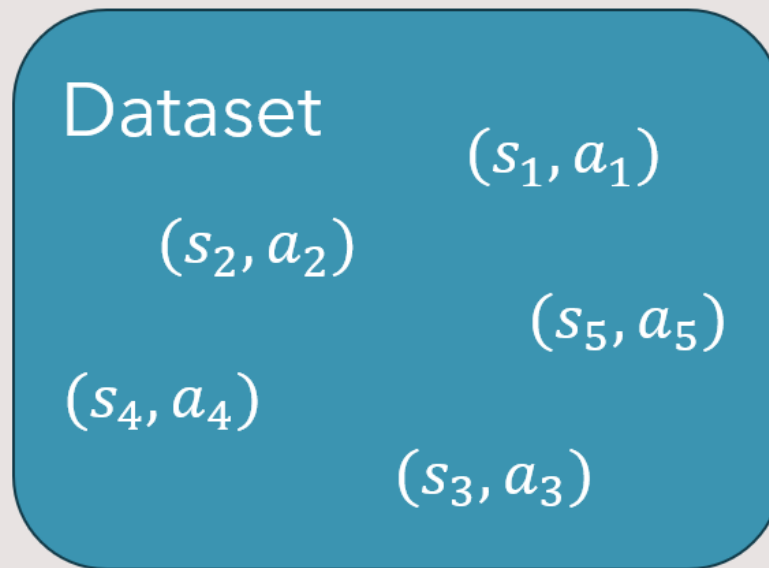 Dataset
(s₁, a₁)
(s₂, a₂)
(s₅, a₅)
(s₄, a₄)
(s₃, a₃)